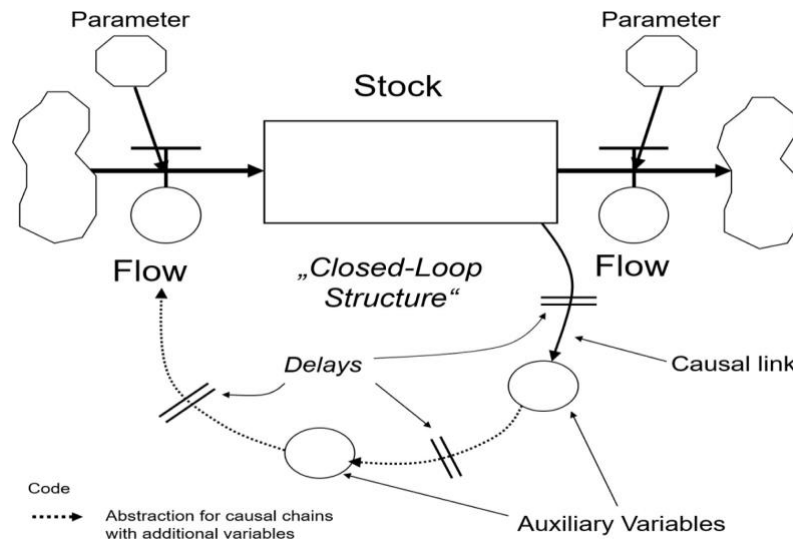 Parameter
Parameter
Stock
Flow
„Closed-Loop
Structure“
Flow
Delays
Causal link
Code
Abstraction for causal chains
with additional variables
Auxiliary Variables